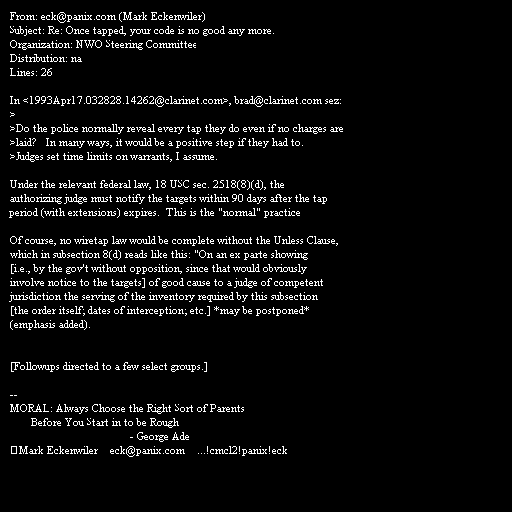 From: eck@panix.com (Mark Eckenwiler)
Subject: Re: Once tapped, your code is no good any more.
Organization: NWO Steering Committee
Distribution: na
Lines: 26

In <1993Apr17.032828.14262@clarinet.com>, brad@clarinet.com sez:
>
>Do the police normally reveal every tap they do even if no charges are
>laid?   In many ways, it would be a positive step if they had to.
>Judges set time limits on warrants, I assume.

Under the relevant federal law, 18 USC sec. 2518(8)(d), the
authorizing judge must notify the targets within 90 days after the tap
period (with extensions) expires.  This is the "normal" practice

Of course, no wiretap law would be complete without the Unless Clause,
which in subsection 8(d) reads like this: "On an ex parte showing
[i.e., by the gov't without opposition, since that would obviously
involve notice to the targets] of good cause to a judge of competent
jurisdiction the serving of the inventory required by this subsection
[the order itself; dates of interception; etc.] *may be postponed*
(emphasis added).

[Followups directed to a few select groups.]

--
MORAL: Always Choose the Right Sort of Parents
       Before You Start in to be Rough
                                        - George Ade
Mark Eckenwiler    eck@panix.com    ...!cmcl2!panix!eck